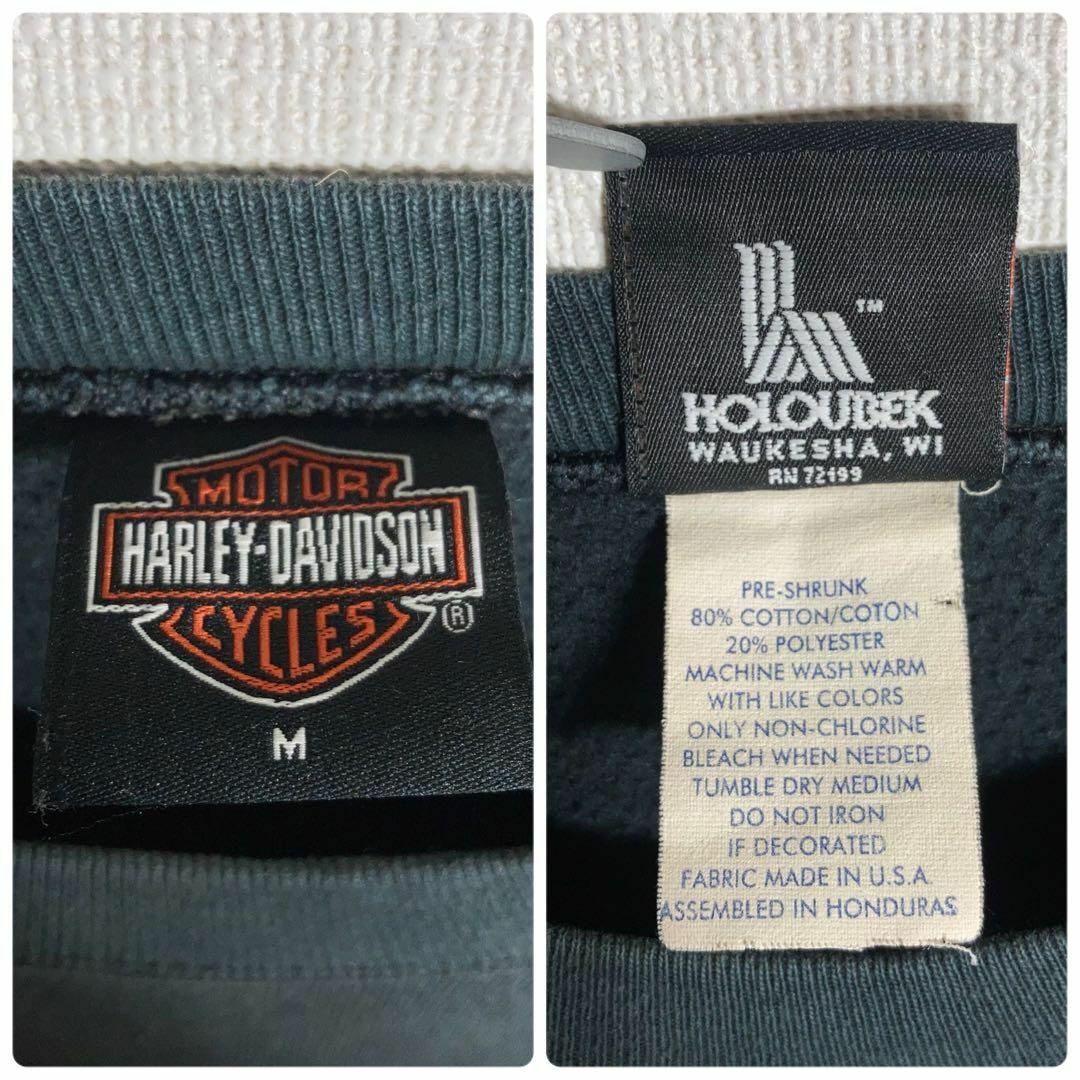 MOTOR
HARLEY-DAVIDSON
CYCLES
®
M
TM
HOLOUBEK
WAUKESHA, WI
RN 72199
PRE-SHRUNK
80% COTTON/COTON
20% POLYESTER
MACHINE WASH WARM
WITH LIKE COLORS
ONLY NON-CHLORINE
BLEACH WHEN NEEDED
TUMBLE DRY MEDIUM
DO NOT IRON
IF DECORATED
FABRIC MADE IN U.S.A.
ASSEMBLED IN HONDURAS